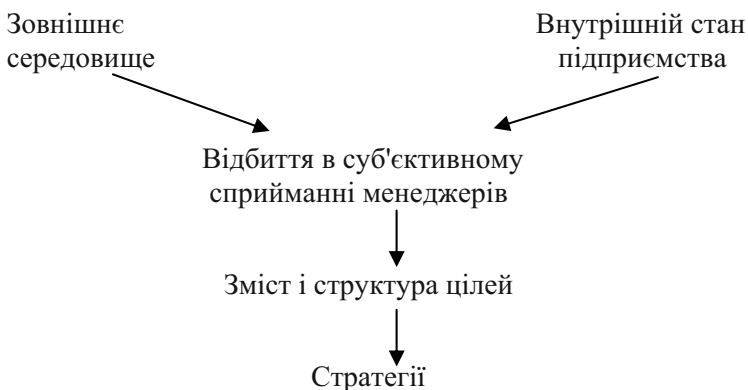 Зовнішнє
середовище
Внутрішній стан
підприємства
Відбиття в суб'єктивному
сприйманні менеджерів
Зміст і структура цілей
Стратегії